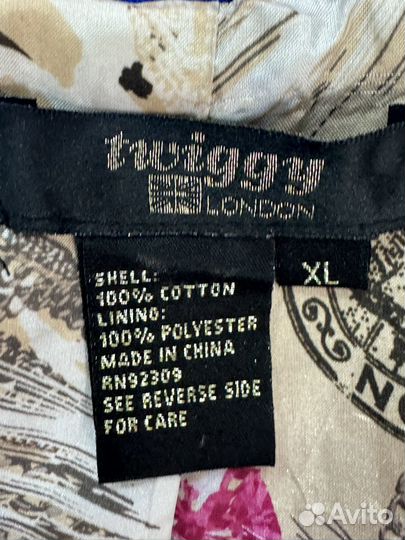 twiggy
LONDON
XL
SHELL:
100% COTTON
LINING:
100% POLYESTER
MADE IN CHINA
RN92309
SEE REVERSE SIDE
FOR CARE
NO
Avito